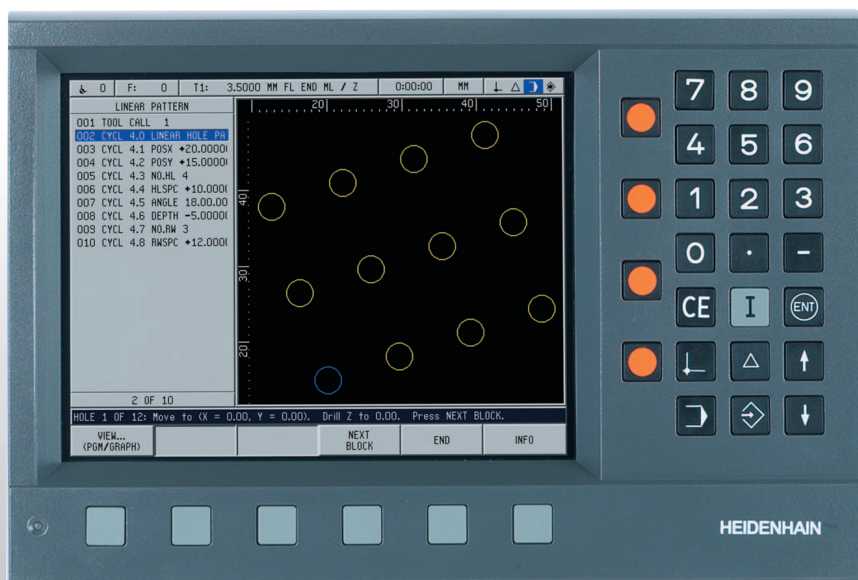 0 F: 0 T1: 3.5000 MM FL END ML / Z 0:00:00 MM
LINEAR PATTERN
001 TOOL CALL 1
002 CYCL 4.0 LINEAR HOLE PA
003 CYCL 4.1 POSX +20.0000
004 CYCL 4.2 POSY +15.0000
005 CYCL 4.3 NO.HL 4
006 CYCL 4.4 HLSPC +10.000
007 CYCL 4.5 ANGLE 18.00.00
008 CYCL 4.6 DEPTH -5.0000
009 CYCL 4.7 NO.RW 3
010 CYCL 4.8 RWSPC +12.000
2 OF 10
20 30 40 50
40
30
20
HOLE 1 OF 12: Move to (X = 0.00, Y = 0.00). Drill Z to 0.00. Press NEXT BLOCK.
VIEW...
(PGM/GRAPH)
NEXT
BLOCK
END
INFO
7 8 9
4 5 6
1 2 3
0 . -
CE I ENT
HEIDENHAIN